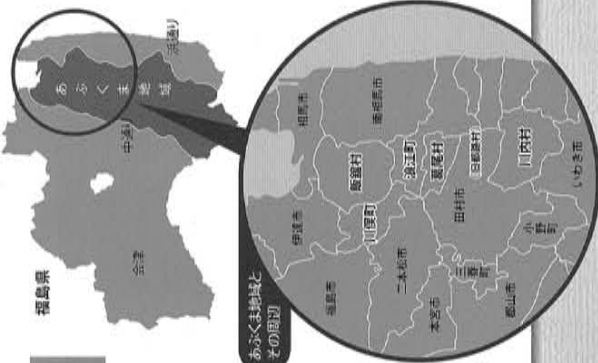 福島県
会津
中通り
あぶくま地域
浜通り
あぶくま地域と
その周辺
相馬市
伊達市
南相馬市
飯舘村
福島市
川俣町
浪江町
二本松市
葛尾村
本宮市
田村市
旧都路村
三春町
川内村
郡山市
小野町
いわき市